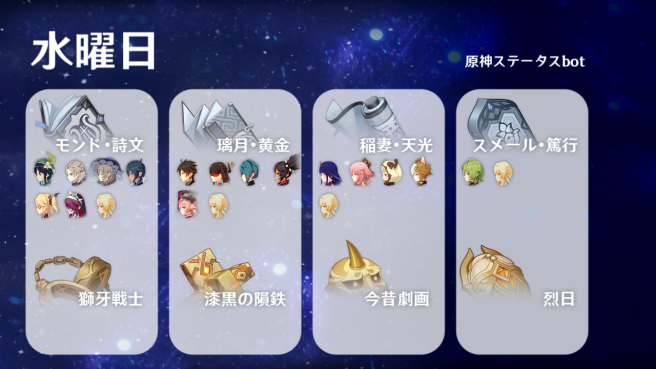 水曜日
原神ステータスbot
モンド・詩文
璃月・黄金
稲妻・天光
スメール・篤行
獅牙戦士
漆黒の隕鉄
今昔劇画
烈日